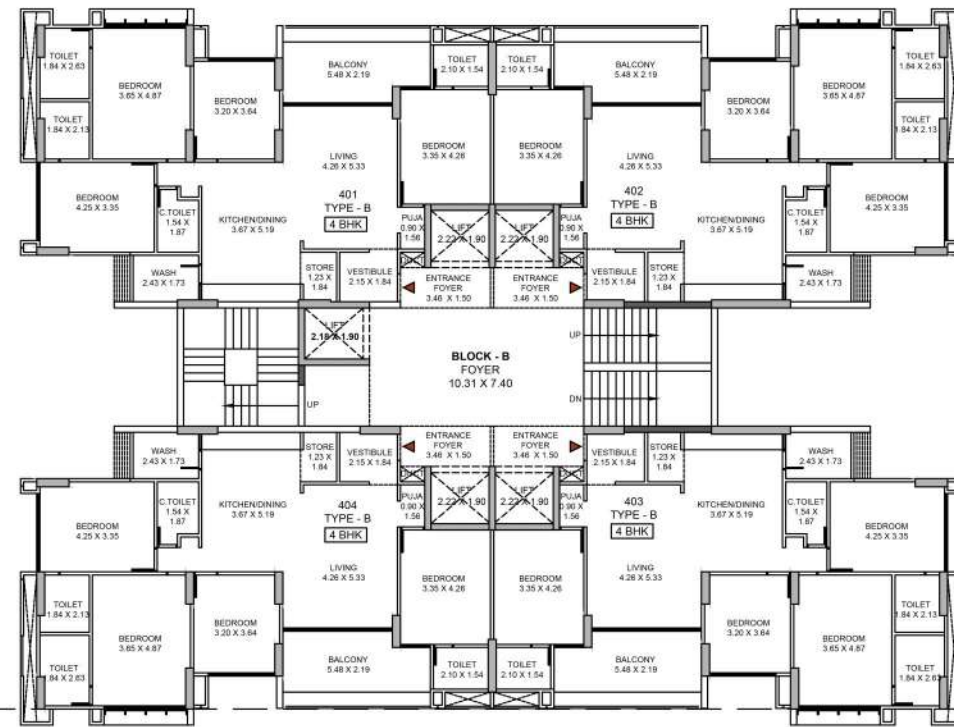 TOILET
1.84 X 2.63
BEDROOM
3.65 X 4.87
TOILET
1.84 X 2.13
BEDROOM
3.20 X 3.64
BALCONY
5.48 X 2.19
TOILET
2.10 X 1.54
BEDROOM
3.35 X 4.26
LIVING
4.26 X 5.33
BEDROOM
4.25 X 3.35
C.TOILET
1.54 X
1.87
KITCHEN/DINING
3.67 X 5.19
401
TYPE - B
4 BHK
PUJA
0.90 X
1.56
LIFT
2.22 X 1.90
WASH
2.43 X 1.73
STORE
1.23 X
1.84
VESTIBULE
2.15 X 1.84
ENTRANCE
FOYER
3.46 X 1.50
TOILET
2.10 X 1.54
BALCONY
5.48 X 2.19
BEDROOM
3.20 X 3.64
BEDROOM
3.65 X 4.87
TOILET
1.84 X 2.63
TOILET
1.84 X 2.13
BEDROOM
3.35 X 4.26
LIVING
4.26 X 5.33
402
TYPE - B
4 BHK
KITCHEN/DINING
3.67 X 5.19
C.TOILET
1.54 X
1.87
BEDROOM
4.25 X 3.35
LIFT
2.22 X 1.90
PUJA
0.90 X
1.56
ENTRANCE
FOYER
3.46 X 1.50
VESTIBULE
2.15 X 1.84
STORE
1.23 X
1.84
WASH
2.43 X 1.73
LIFT
2.18 X 1.90
UP
BLOCK - B
FOYER
10.31 X 7.40
UP
DN
WASH
2.43 X 1.73
STORE
1.23 X
1.84
VESTIBULE
2.15 X 1.84
ENTRANCE
FOYER
3.46 X 1.50
KITCHEN/DINING
3.67 X 5.19
C.TOILET
1.54 X
1.87
BEDROOM
4.25 X 3.35
404
TYPE - B
4 BHK
PUJA
0.90 X
1.56
LIFT
2.22 X 1.90
LIVING
4.26 X 5.33
BEDROOM
3.35 X 4.26
TOILET
1.84 X 2.13
TOILET
1.84 X 2.63
BEDROOM
3.65 X 4.87
BEDROOM
3.20 X 3.64
BALCONY
5.48 X 2.19
TOILET
2.10 X 1.54
ENTRANCE
FOYER
3.46 X 1.50
VESTIBULE
2.15 X 1.84
STORE
1.23 X
1.84
WASH
2.43 X 1.73
LIFT
2.22 X 1.90
PUJA
0.90 X
1.56
403
TYPE - B
4 BHK
KITCHEN/DINING
3.67 X 5.19
C.TOILET
1.54 X
1.87
BEDROOM
4.25 X 3.35
BEDROOM
3.35 X 4.26
LIVING
4.26 X 5.33
BEDROOM
3.20 X 3.64
BEDROOM
3.65 X 4.87
TOILET
1.84 X 2.13
TOILET
1.84 X 2.63
TOILET
2.10 X 1.54
BALCONY
5.48 X 2.19